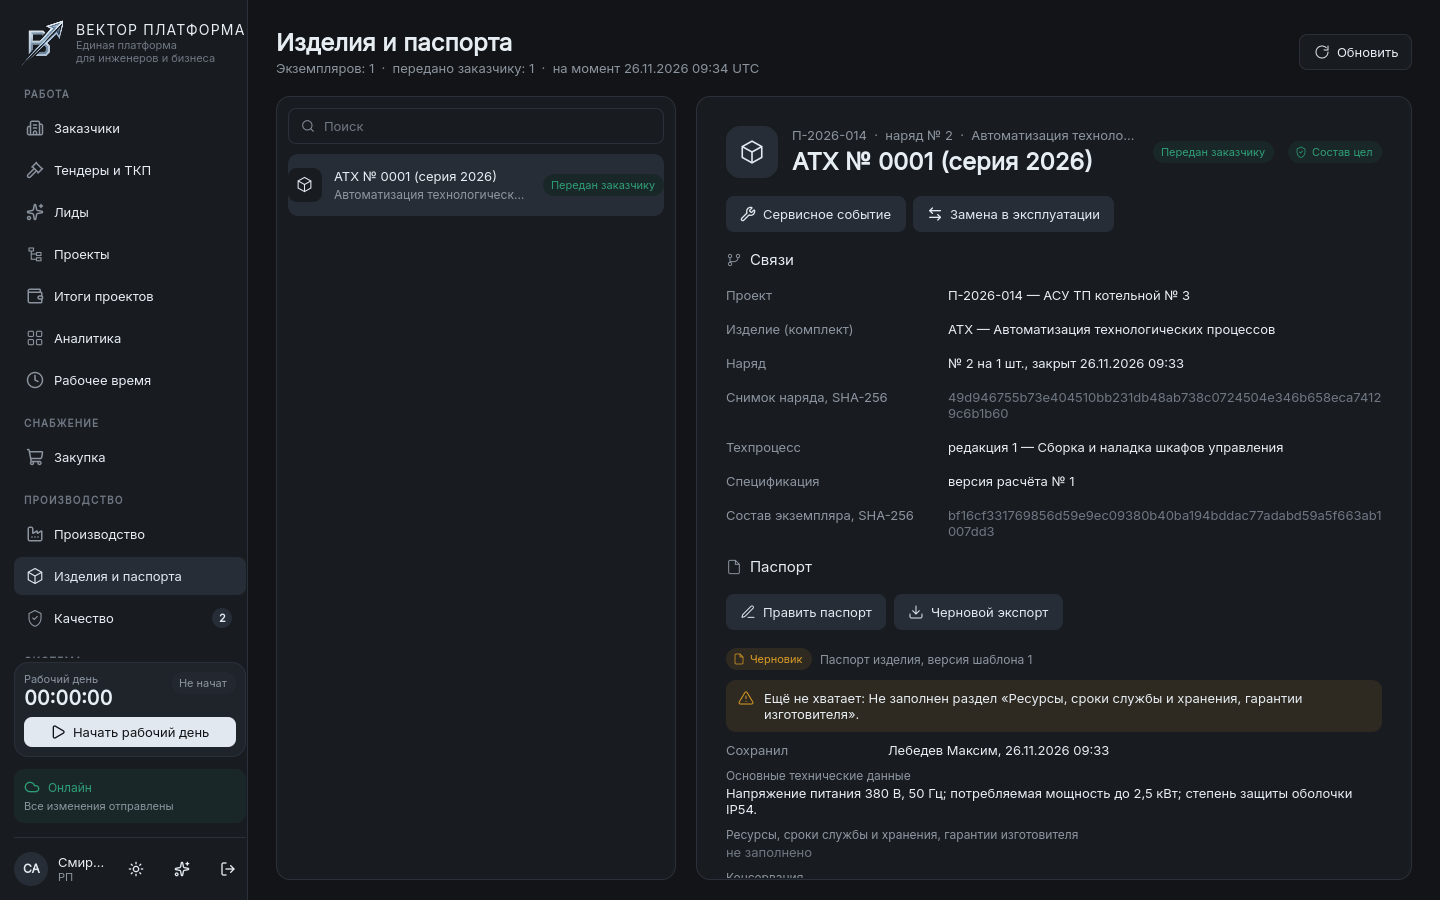 ВЕКТОР ПЛАТФОРМА
Единая платформа
для инженеров и бизнеса
РАБОТА
Заказчики
Тендеры и ТКП
Лиды
Проекты
Итоги проектов
Аналитика
Рабочее время
СНАБЖЕНИЕ
Закупка
ПРОИЗВОДСТВО
Производство
Изделия и паспорта
Качество
2
Рабочий день
00:00:00
Не начат
Начать рабочий день
Онлайн
Все изменения отправлены
СА
Смир...
РП
Изделия и паспорта
Экземпляров: 1 · передано заказчику: 1 · на момент 26.11.2026 09:34 UTC
Обновить
Поиск
АТХ № 0001 (серия 2026)
Автоматизация технологическ...
Передан заказчику
П-2026-014 · наряд № 2 · Автоматизация техноло...
АТХ № 0001 (серия 2026)
Передан заказчику
Состав цел
Сервисное событие
Замена в эксплуатации
Связи
Проект
П-2026-014 — АСУ ТП котельной № 3
Изделие (комплект)
АТХ — Автоматизация технологических процессов
Наряд
№ 2 на 1 шт., закрыт 26.11.2026 09:33
Снимок наряда, SHA-256
49d946755b73e404510bb231db48ab738c0724504e346b658eca7412
9c6b1b60
Техпроцесс
редакция 1 — Сборка и наладка шкафов управления
Спецификация
версия расчёта № 1
Состав экземпляра, SHA-256
bf16cf331769856d59e9ec09380b40ba194bddac77adabd59a5f663ab1
007dd3
Паспорт
Править паспорт
Черновой экспорт
Черновик
Паспорт изделия, версия шаблона 1
Ещё не хватает: Не заполнен раздел «Ресурсы, сроки службы и хранения, гарантии
изготовителя».
Сохранил
Лебедев Максим, 26.11.2026 09:33
Основные технические данные
Напряжение питания 380 В, 50 Гц; потребляемая мощность до 2,5 кВт; степень защиты оболочки
IP54.
Ресурсы, сроки службы и хранения, гарантии изготовителя
не заполнено
Консервация